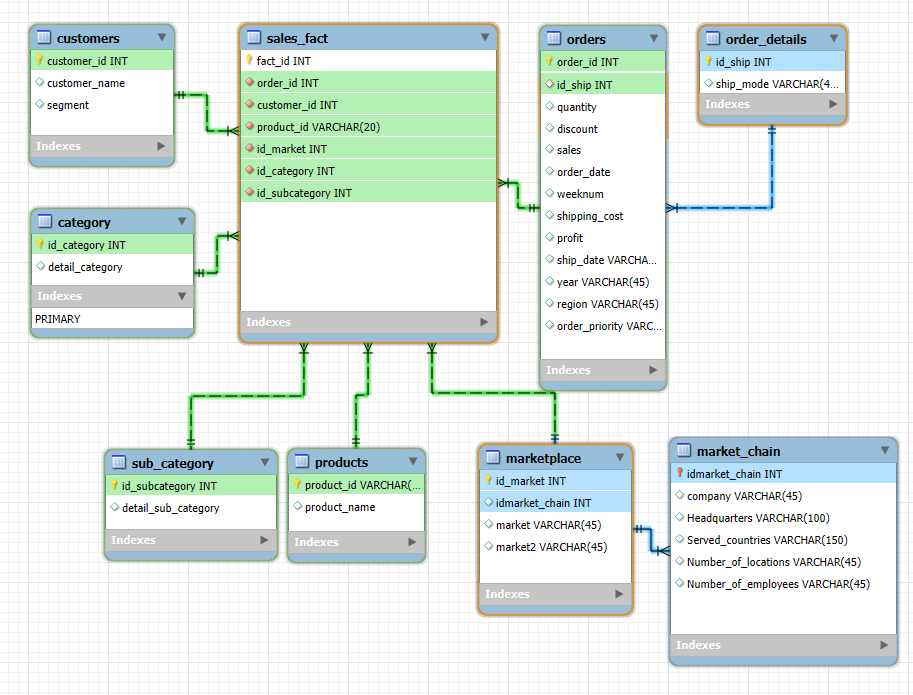 customers
customer_id INT
customer_name
segment
Indexes
sales_fact
fact_id INT
order_id INT
customer_id INT
product_id VARCHAR(20)
id_market INT
id_category INT
id_subcategory INT
Indexes
orders
order_id INT
id_ship INT
quantity
discount
sales
order_date
weeknum
shipping_cost
profit
ship_date VARCHA...
year VARCHAR(45)
region VARCHAR(45)
order_priority VARC...
Indexes
order_details
id_ship INT
ship_mode VARCHAR(4...
Indexes
category
id_category INT
detail_category
Indexes
PRIMARY
sub_category
id_subcategory INT
detail_sub_category
Indexes
products
product_id VARCHAR(...
product_name
Indexes
marketplace
id_market INT
idmarket_chain INT
market VARCHAR(45)
market2 VARCHAR(45)
Indexes
market_chain
idmarket_chain INT
company VARCHAR(45)
Headquarters VARCHAR(100)
Served_countries VARCHAR(150)
Number_of_locations VARCHAR(45)
Number_of_employees VARCHAR(45)
Indexes